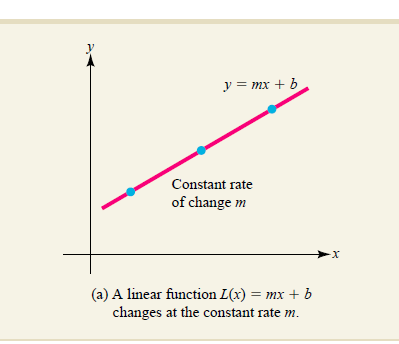 y
y = mx + b
Constant rate
of change m
x
(a) A linear function L(x) = mx + b
changes at the constant rate m.